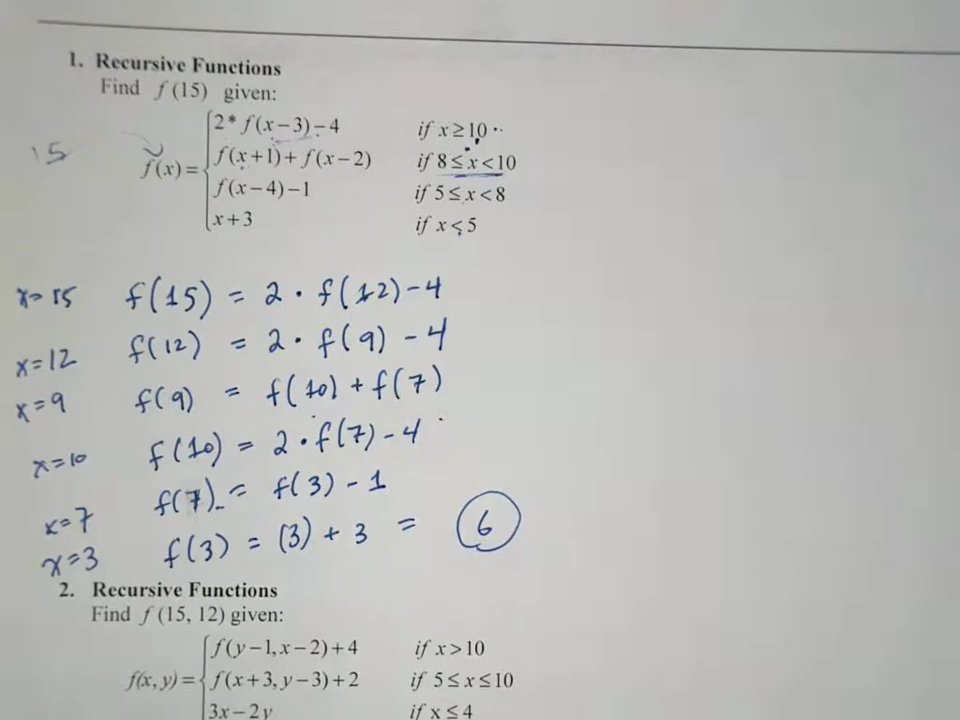 1. Recursive Functions
Find f(15) given:
15
2* f(x−3)−4 if x≥10
f(x)= f(x+1)+f(x−2) if 8≤x<10
f(x−4)−1 if 5≤x<8
x+3 if x<5
x=15 f(15) = 2 · f(12)−4
x=12 f(12) = 2 · f(9) −4
x=9 f(9) = f(10) + f(7)
x=10 f(10) = 2 · f(7)−4
x=7 f(7) = f(3) − 1
x=3 f(3) = (3) + 3 = 6
2. Recursive Functions
Find f(15, 12) given:
f(y−1, x−2)+4 if x>10
f(x, y)= f(x+3, y−3)+2 if 5≤x≤10
3x−2y if x≤4